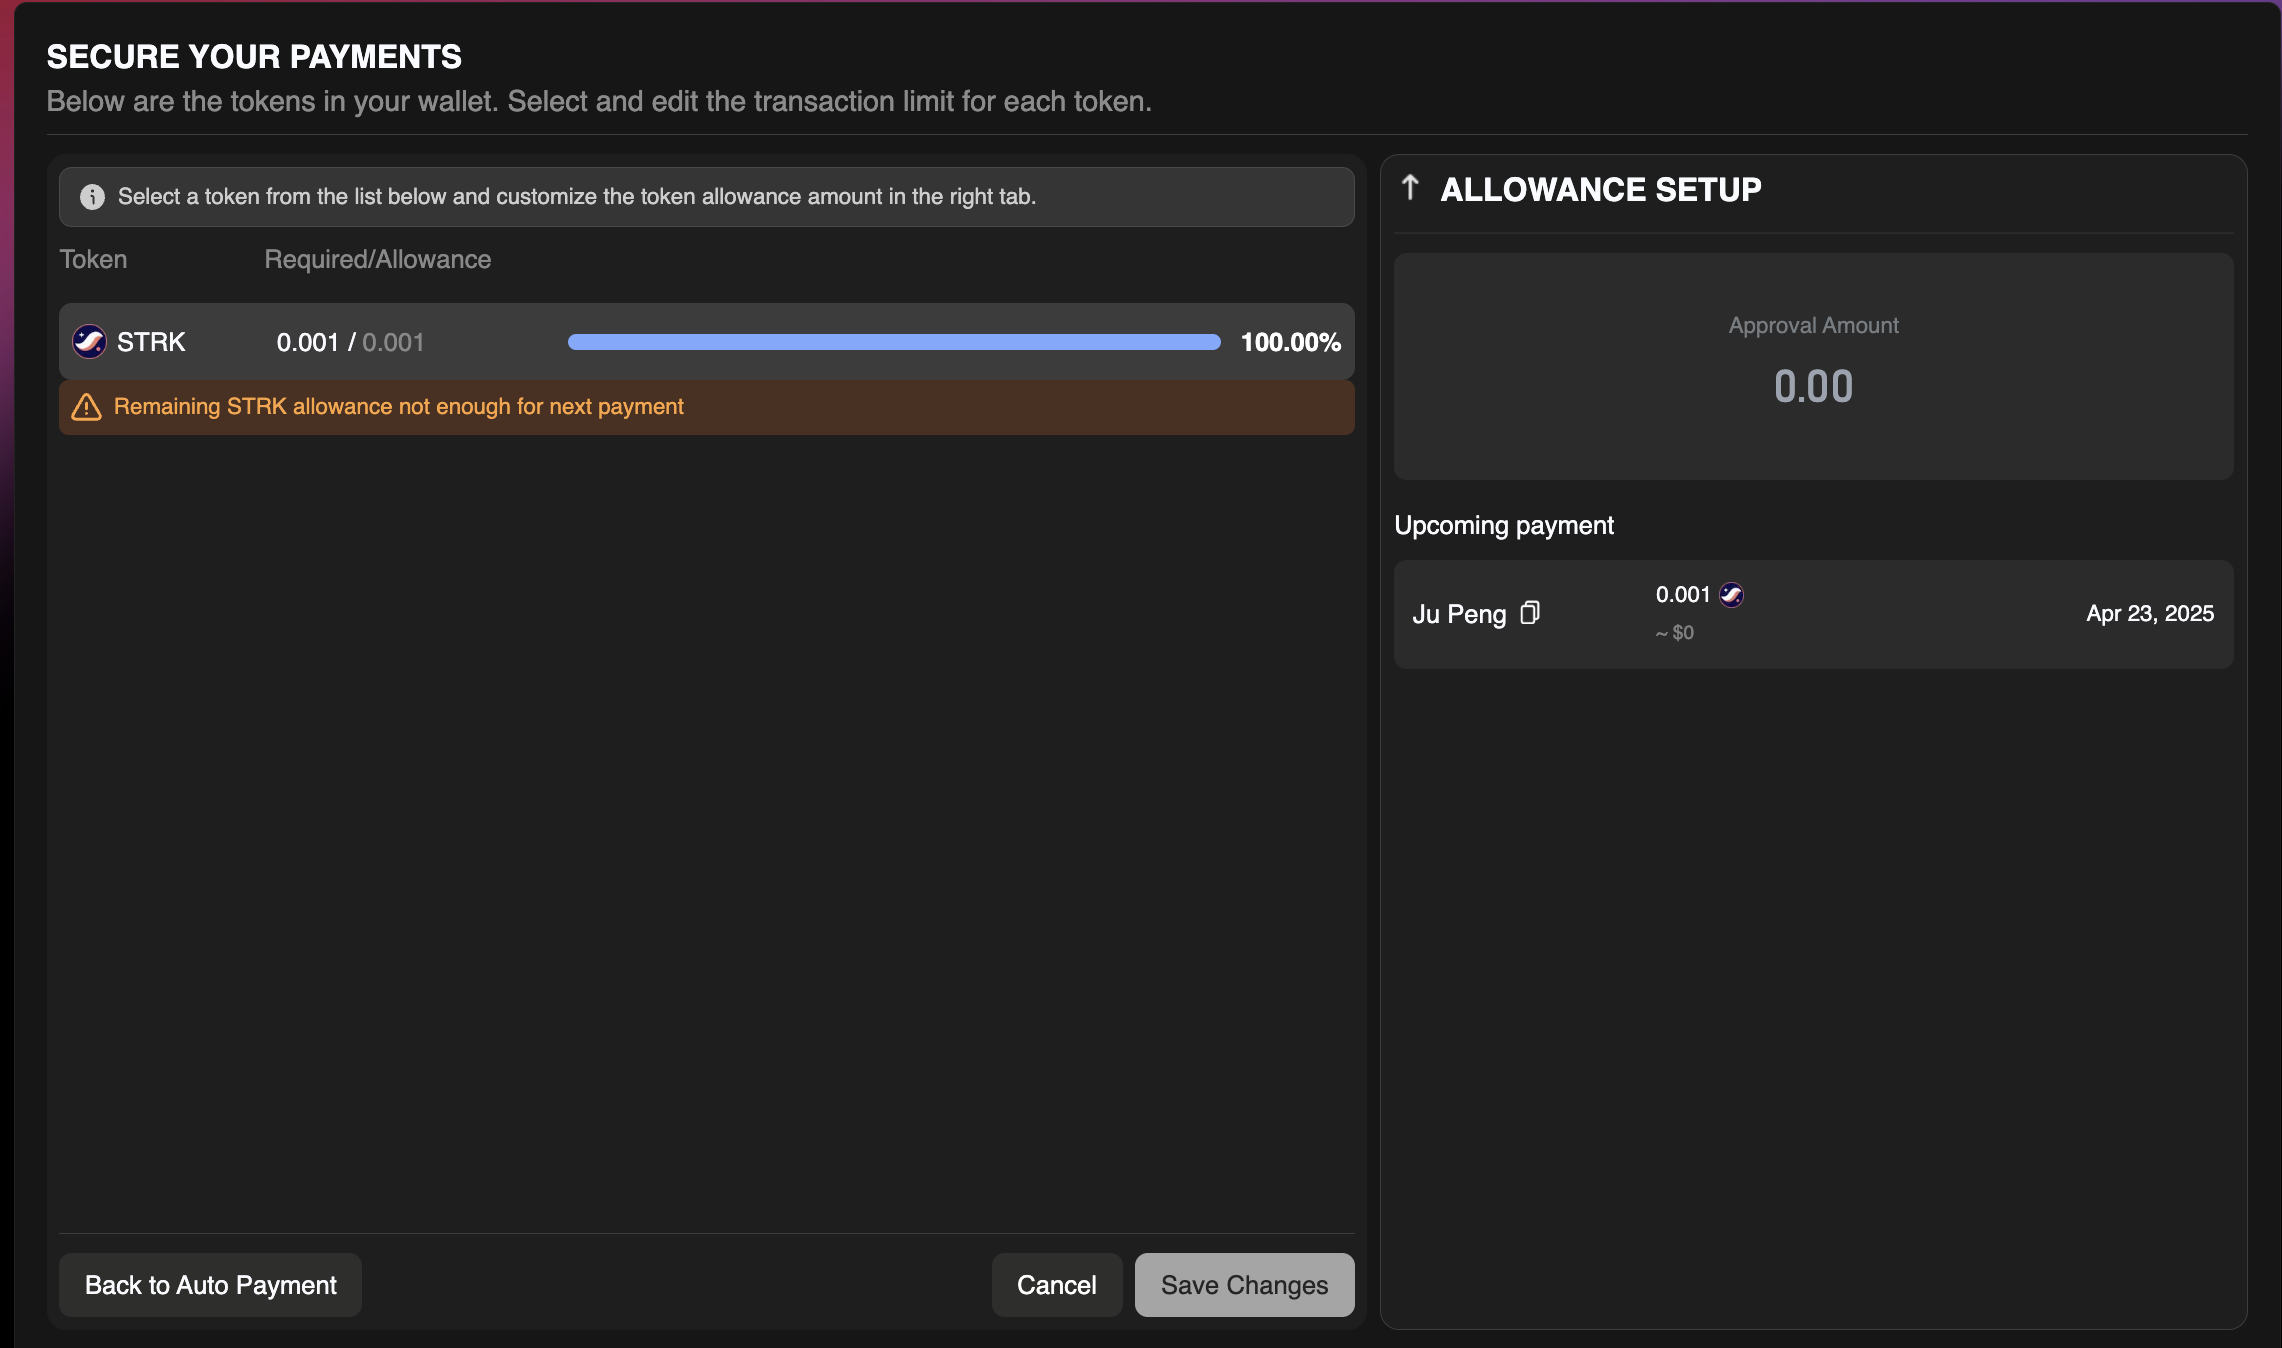 SECURE YOUR PAYMENTS
Below are the tokens in your wallet. Select and edit the transaction limit for each token.
Select a token from the list below and customize the token allowance amount in the right tab.
Token Required/Allowance
STRK 0.001 / 0.001 100.00%
Remaining STRK allowance not enough for next payment
Back to Auto Payment
Cancel
Save Changes
ALLOWANCE SETUP
Approval Amount
0.00
Upcoming payment
Ju Peng
0.001
~ $0
Apr 23, 2025